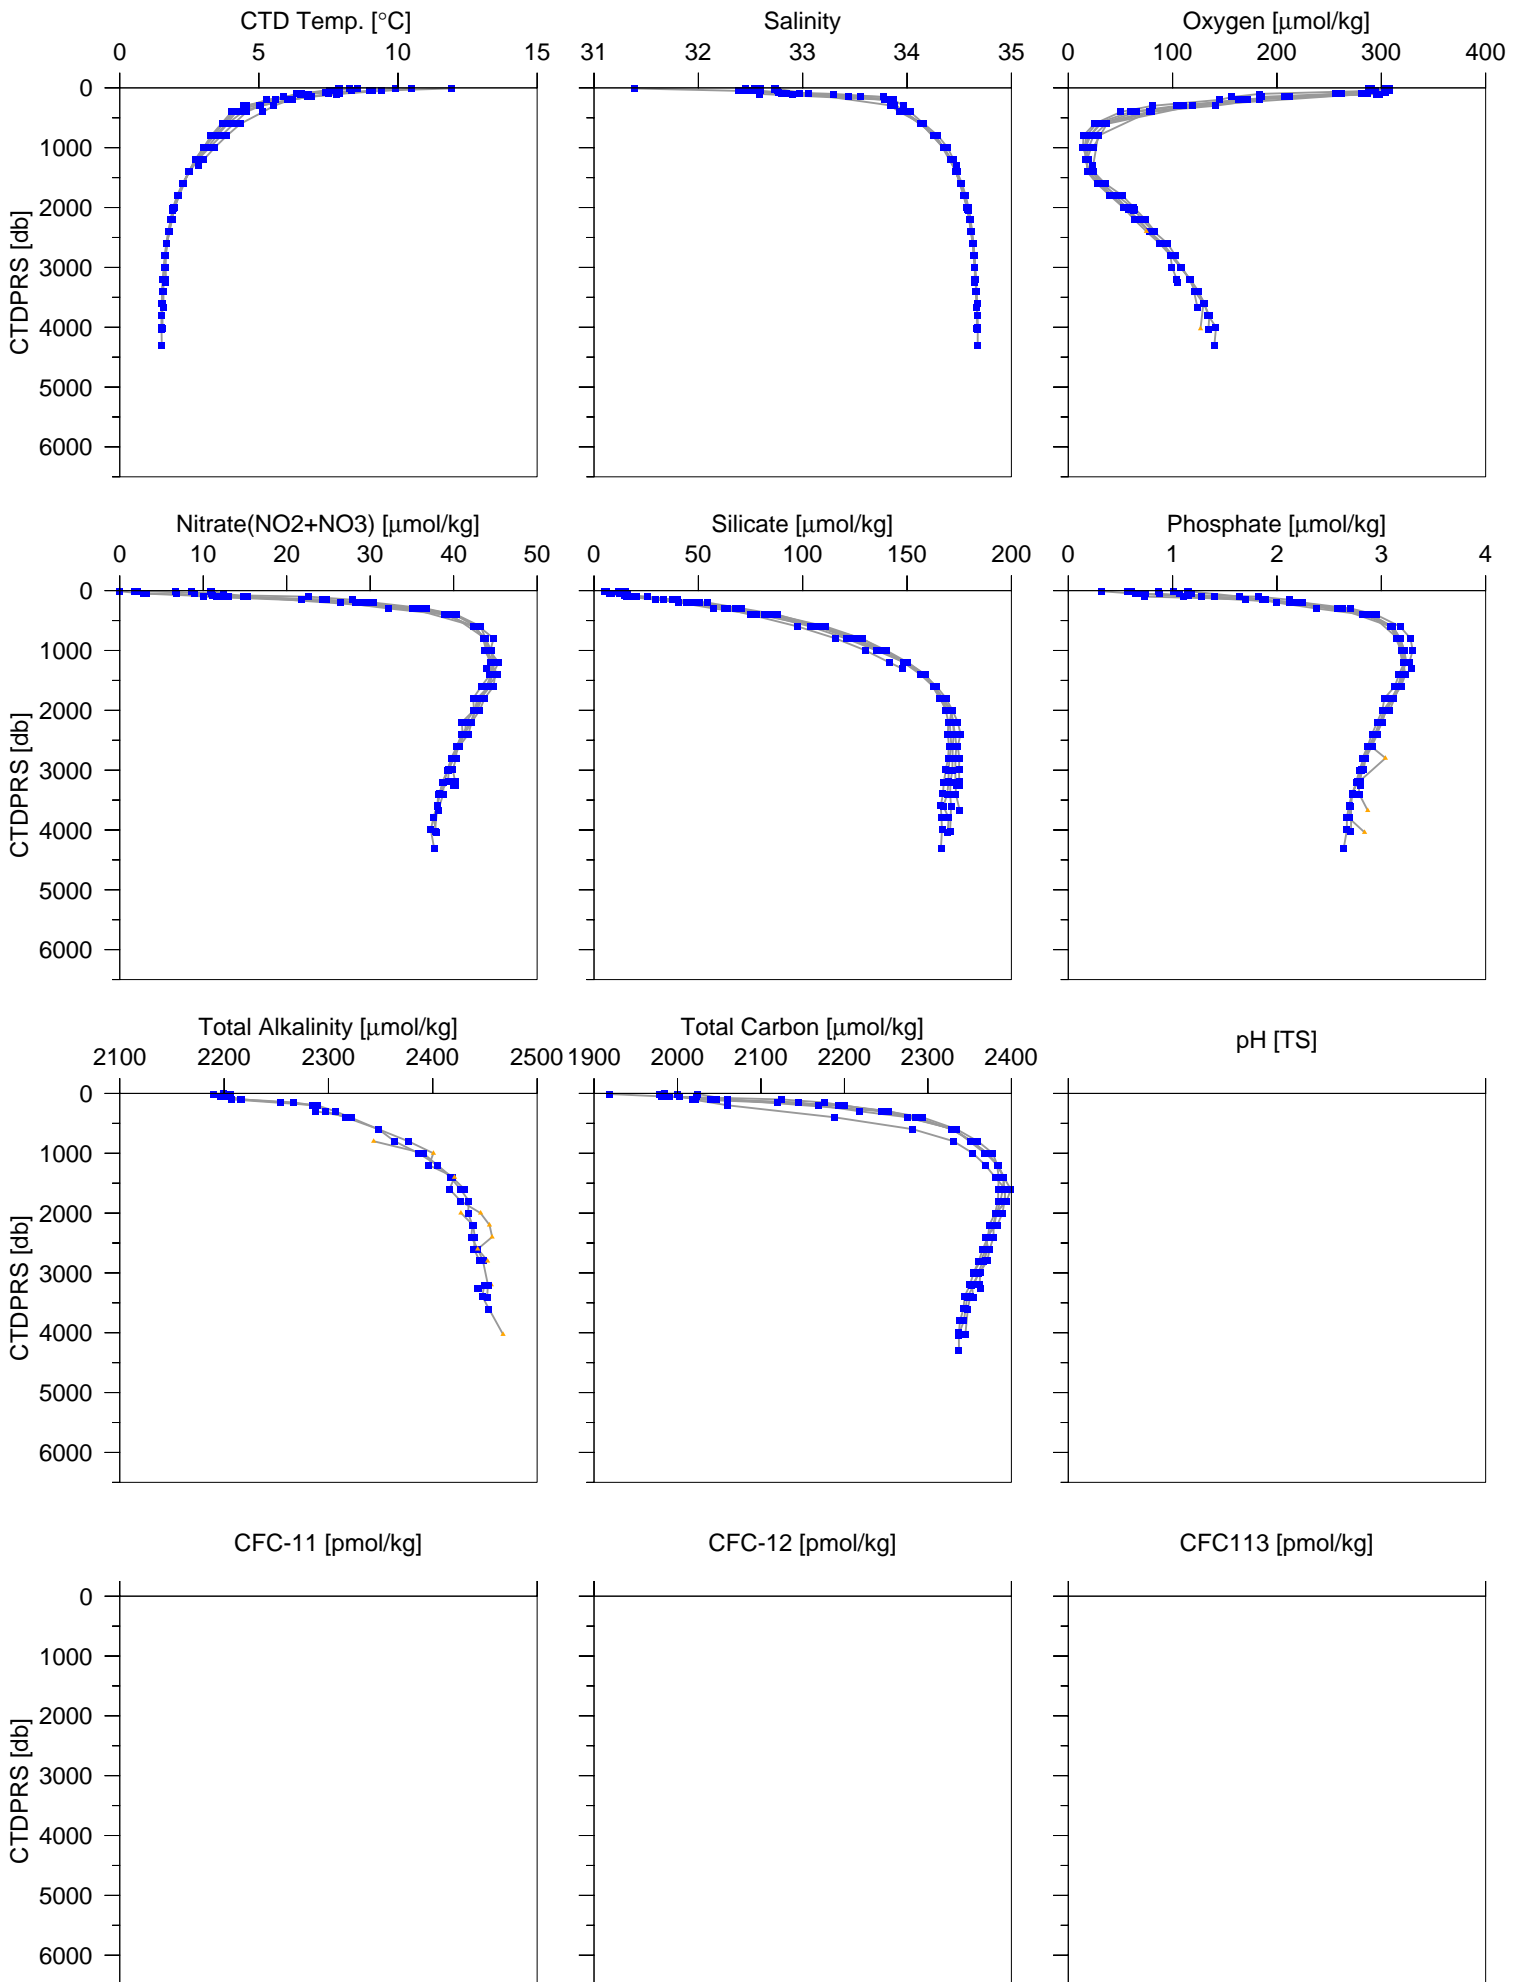 CTD Temp. [°C] Salinity Oxygen [μmol/kg]
0 5 10 15 31 32 33 34 35 0 100 200 300 400
0
1000
2000
3000
4000
5000
6000
CTDPRS [db]
Nitrate(NO2+NO3) [μmol/kg] Silicate [μmol/kg] Phosphate [μmol/kg]
0 10 20 30 40 50 0 50 100 150 200 0 1 2 3 4
0
1000
2000
3000
4000
5000
6000
CTDPRS [db]
Total Alkalinity [μmol/kg] Total Carbon [μmol/kg] pH [TS]
2100 2200 2300 2400 2500 1900 2000 2100 2200 2300 2400
0
1000
2000
3000
4000
5000
6000
CTDPRS [db]
CFC-11 [pmol/kg] CFC-12 [pmol/kg] CFC113 [pmol/kg]
0
1000
2000
3000
4000
5000
6000
CTDPRS [db]